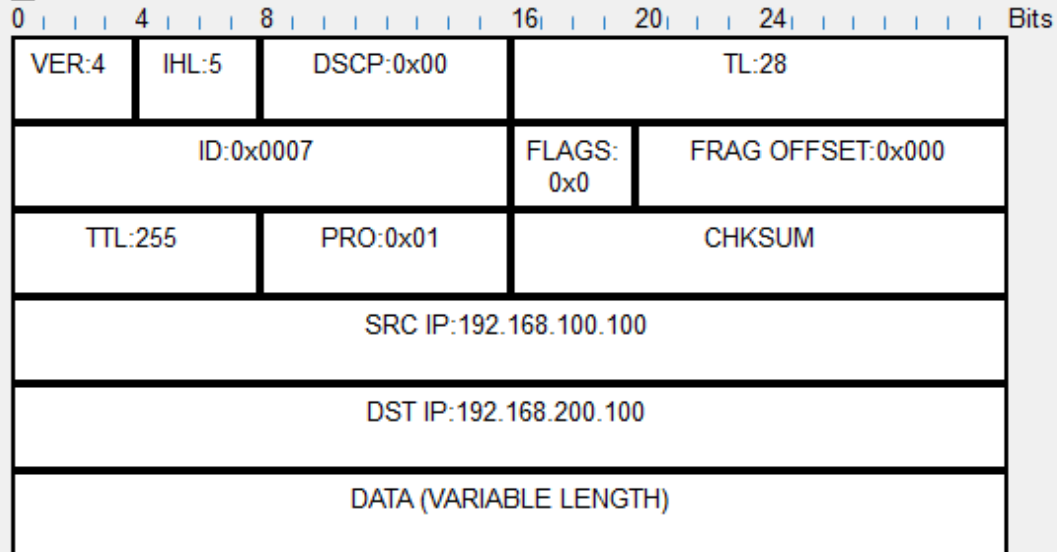 0 4 8 16 20 24 Bits
VER:4 IHL:5 DSCP:0x00 TL:28
ID:0x0007 FLAGS: FRAG OFFSET:0x000
0x0
TTL:255 PRO:0x01 CHKSUM
SRC IP:192.168.100.100
DST IP:192.168.200.100
DATA (VARIABLE LENGTH)